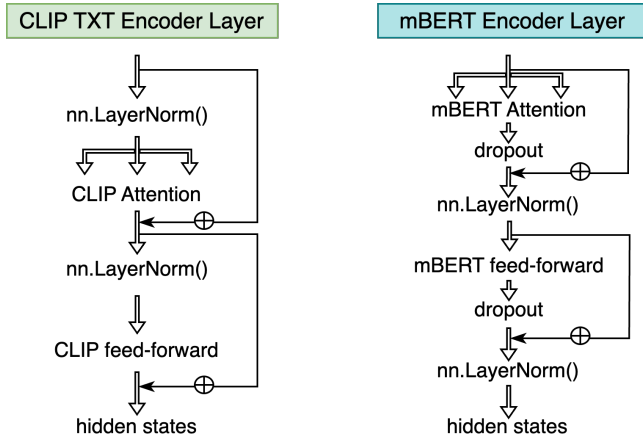 CLIP TXT Encoder Layer
nn.LayerNorm()
CLIP Attention
nn.LayerNorm()
CLIP feed-forward
hidden states
mBERT Encoder Layer
mBERT Attention
dropout
nn.LayerNorm()
mBERT feed-forward
dropout
nn.LayerNorm()
hidden states